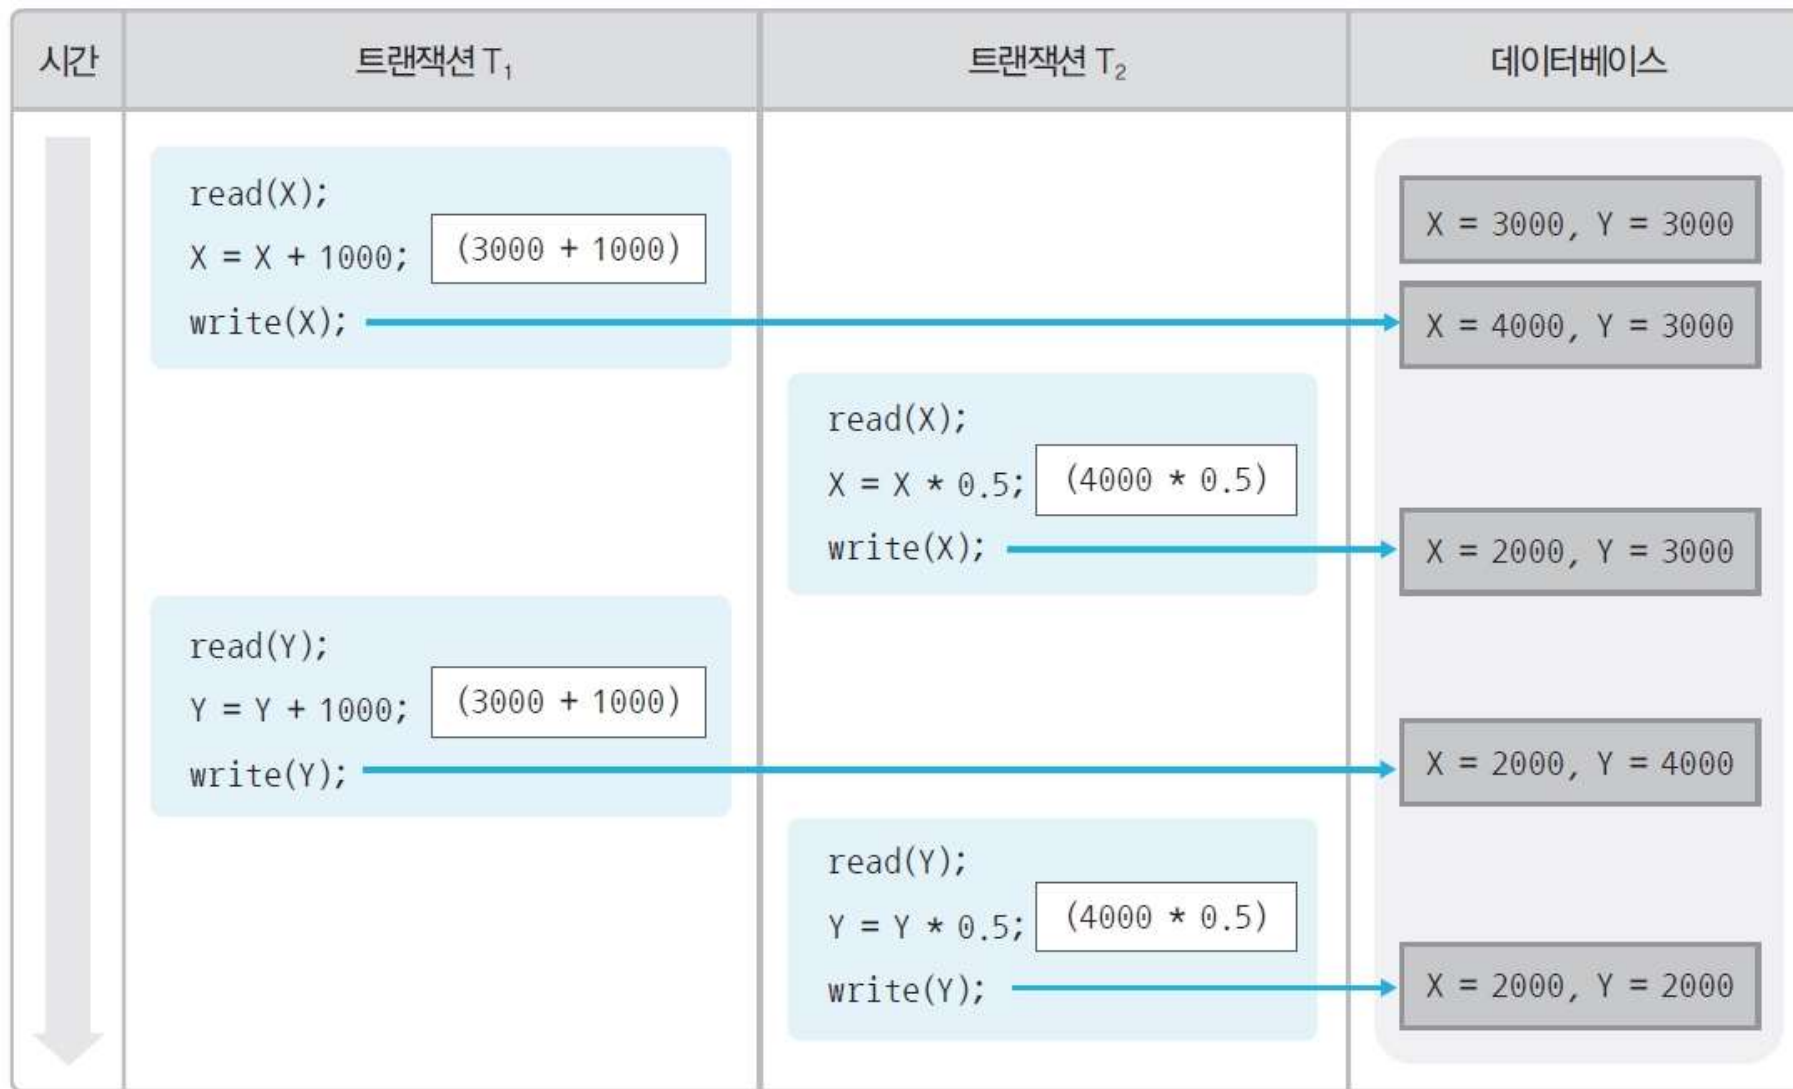 시간 트랜잭션 T₁ 트랜잭션 T₂ 데이터베이스
read(X);
X = X + 1000; (3000 + 1000)
write(X);
X = 3000, Y = 3000
X = 4000, Y = 3000
read(X);
X = X * 0.5; (4000 * 0.5)
write(X);
X = 2000, Y = 3000
read(Y);
Y = Y + 1000; (3000 + 1000)
write(Y);
X = 2000, Y = 4000
read(Y);
Y = Y * 0.5; (4000 * 0.5)
write(Y);
X = 2000, Y = 2000